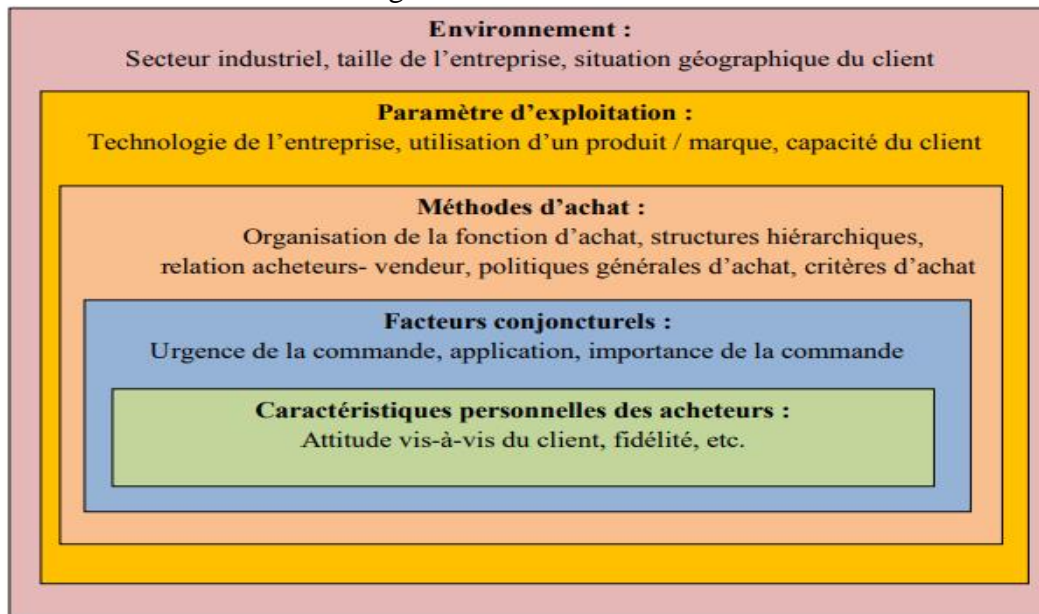 Environnement :
Secteur industriel, taille de l’entreprise, situation géographique du client
Paramètre d’exploitation :
Technologie de l’entreprise, utilisation d’un produit / marque, capacité du client
Méthodes d’achat :
Organisation de la fonction d’achat, structures hiérarchiques,
relation acheteurs- vendeur, politiques générales d’achat, critères d’achat
Facteurs conjoncturels :
Urgence de la commande, application, importance de la commande
Caractéristiques personnelles des acheteurs :
Attitude vis-à-vis du client, fidélité, etc.